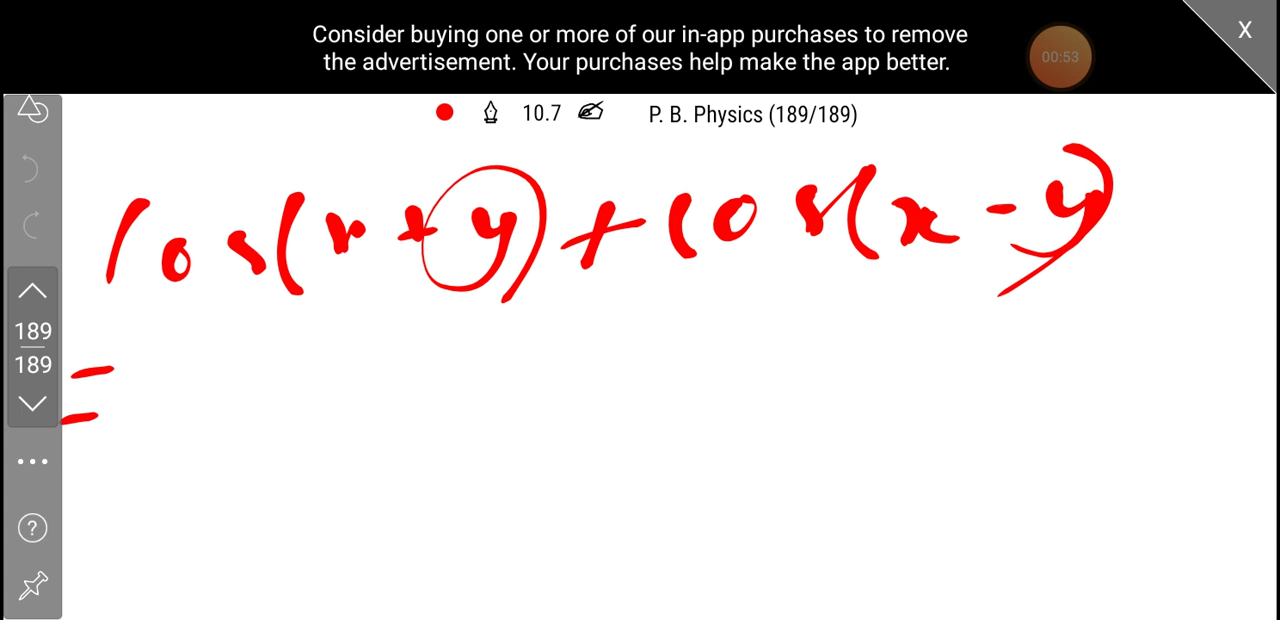 Consider buying one or more of our in-app purchases to remove
the advertisement. Your purchases help make the app better.
00:53
X
10.7 P. B. Physics (189/189)
cos(x+y)+cos(x-y)
=
189
189
?